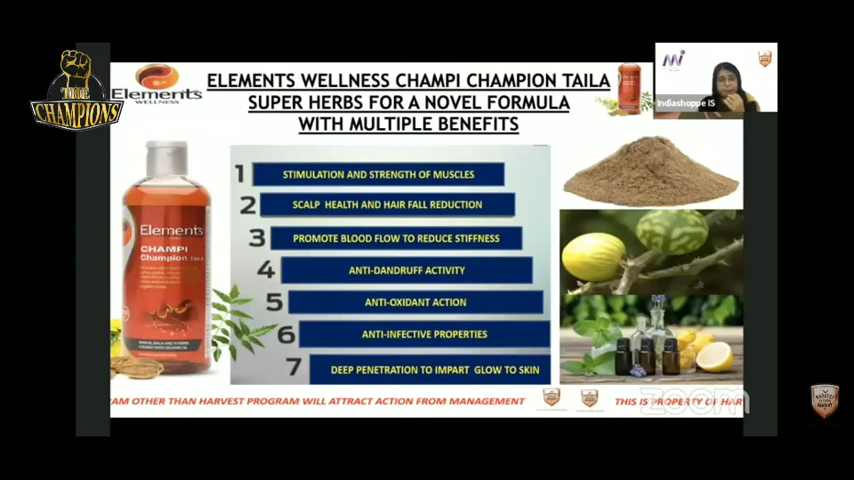 THE
CHAMPIONS
Elements
WELLNESS
ELEMENTS WELLNESS CHAMPI CHAMPION TAILA
SUPER HERBS FOR A NOVEL FORMULA
WITH MULTIPLE BENEFITS
Indiashoppe IS
Elements
CHAMPI
Champion TAILA
1 STIMULATION AND STRENGTH OF MUSCLES
2 SCALP HEALTH AND HAIR FALL REDUCTION
3 PROMOTE BLOOD FLOW TO REDUCE STIFFNESS
4 ANTI-DANDRUFF ACTIVITY
5 ANTI-OXIDANT ACTION
6 ANTI-INFECTIVE PROPERTIES
7 DEEP PENETRATION TO IMPART GLOW TO SKIN
RAM OTHER THAN HARVEST PROGRAM WILL ATTRACT ACTION FROM MANAGEMENT
THIS IS PROPERTY OF HAR
zoom